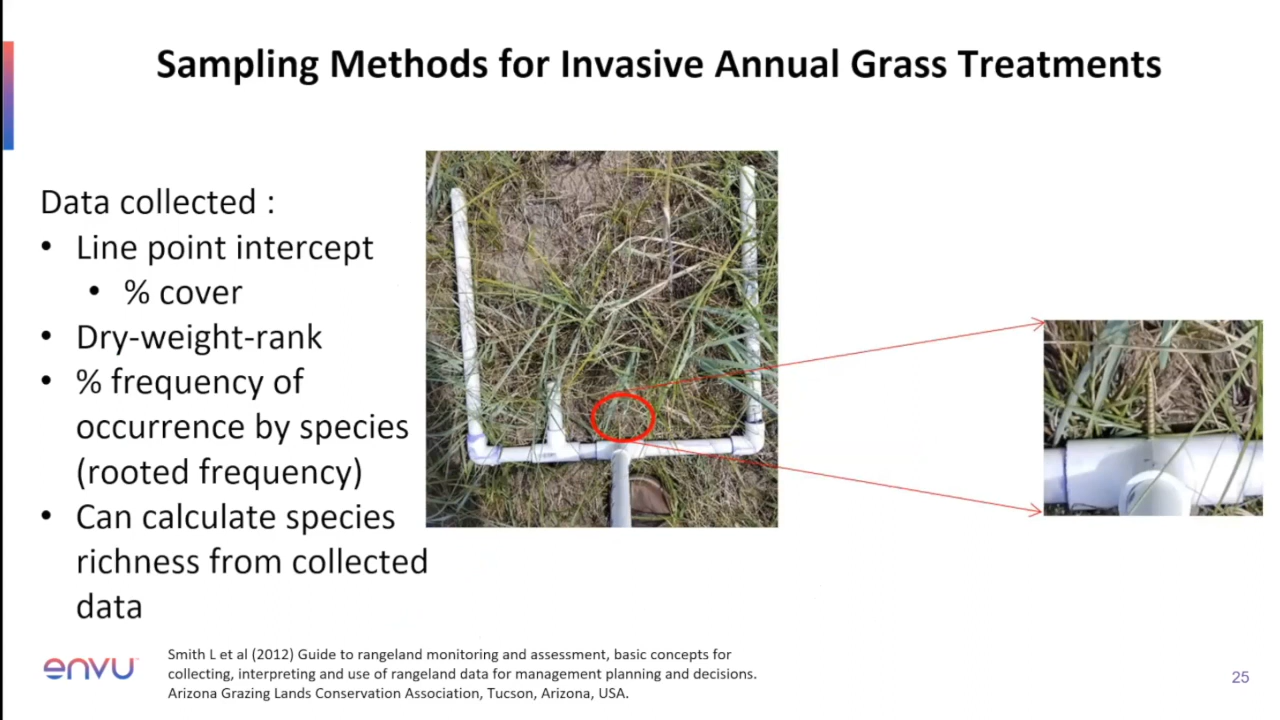 Sampling Methods for Invasive Annual Grass Treatments
Data collected :
• Line point intercept
• % cover
• Dry-weight-rank
• % frequency of
occurrence by species
(rooted frequency)
• Can calculate species
richness from collected
data
envu
Smith L et al (2012) Guide to rangeland monitoring and assessment, basic concepts for
collecting, interpreting and use of rangeland data for management planning and decisions.
Arizona Grazing Lands Conservation Association, Tucson, Arizona, USA.
25